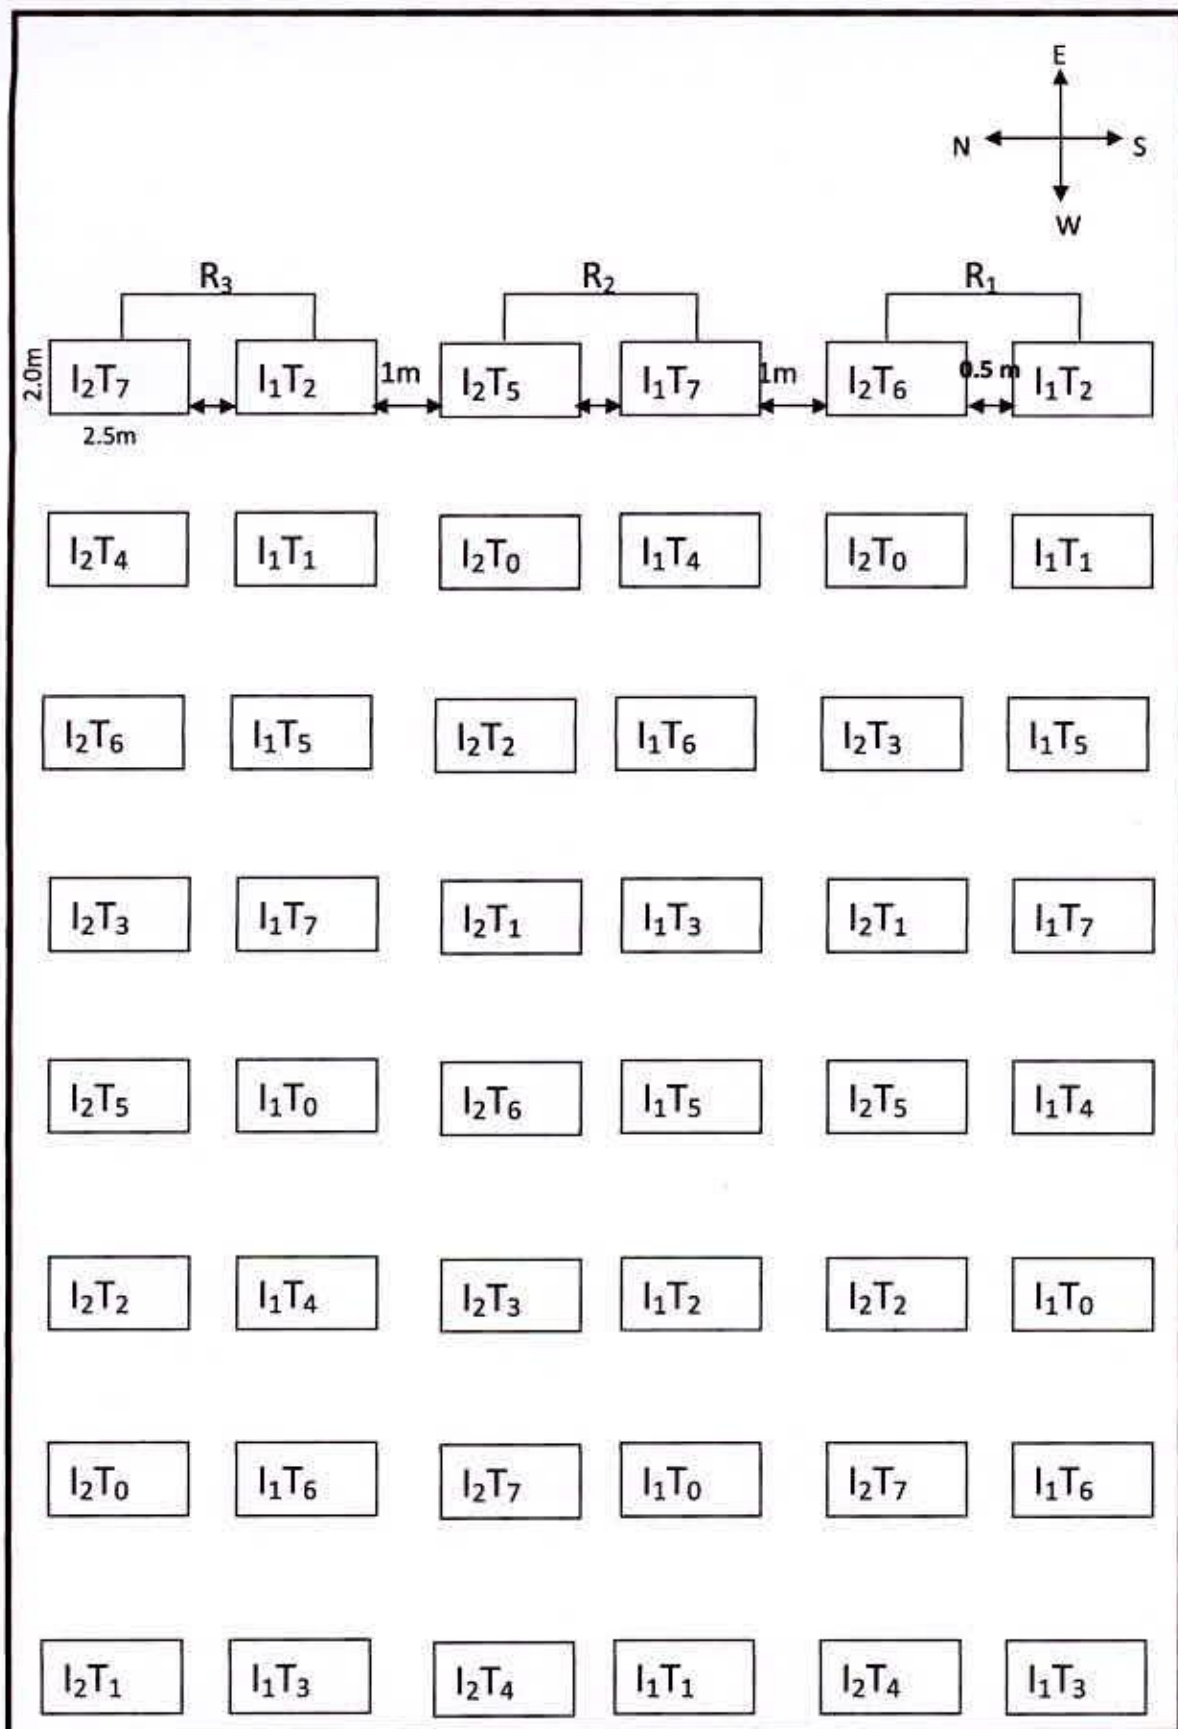 E
N S
W
R₃ R₂ R₁
2.0m I₂T₇ I₁T₂ 1m I₂T₅ I₁T₇ 1m I₂T₆ 0.5 m I₁T₂
2.5m
I₂T₄ I₁T₁ I₂T₀ I₁T₄ I₂T₀ I₁T₁
I₂T₆ I₁T₅ I₂T₂ I₁T₆ I₂T₃ I₁T₅
I₂T₃ I₁T₇ I₂T₁ I₁T₃ I₂T₁ I₁T₇
I₂T₅ I₁T₀ I₂T₆ I₁T₅ I₂T₅ I₁T₄
I₂T₂ I₁T₄ I₂T₃ I₁T₂ I₂T₂ I₁T₀
I₂T₀ I₁T₆ I₂T₇ I₁T₀ I₂T₇ I₁T₆
I₂T₁ I₁T₃ I₂T₄ I₁T₁ I₂T₄ I₁T₃